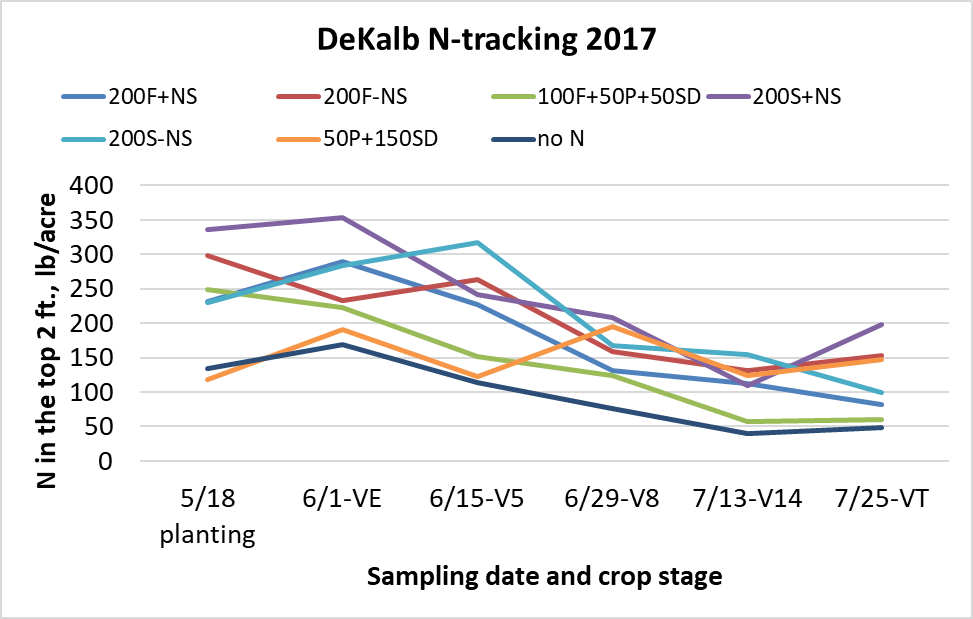 DeKalb N-tracking 2017
200F+NS 200F-NS 100F+50P+50SD 200S+NS
200S-NS 50P+150SD no N
N in the top 2 ft., lb/acre
400
350
300
250
200
150
100
50
0
5/18 6/1-VE 6/15-V5 6/29-V8 7/13-V14 7/25-VT
planting
Sampling date and crop stage